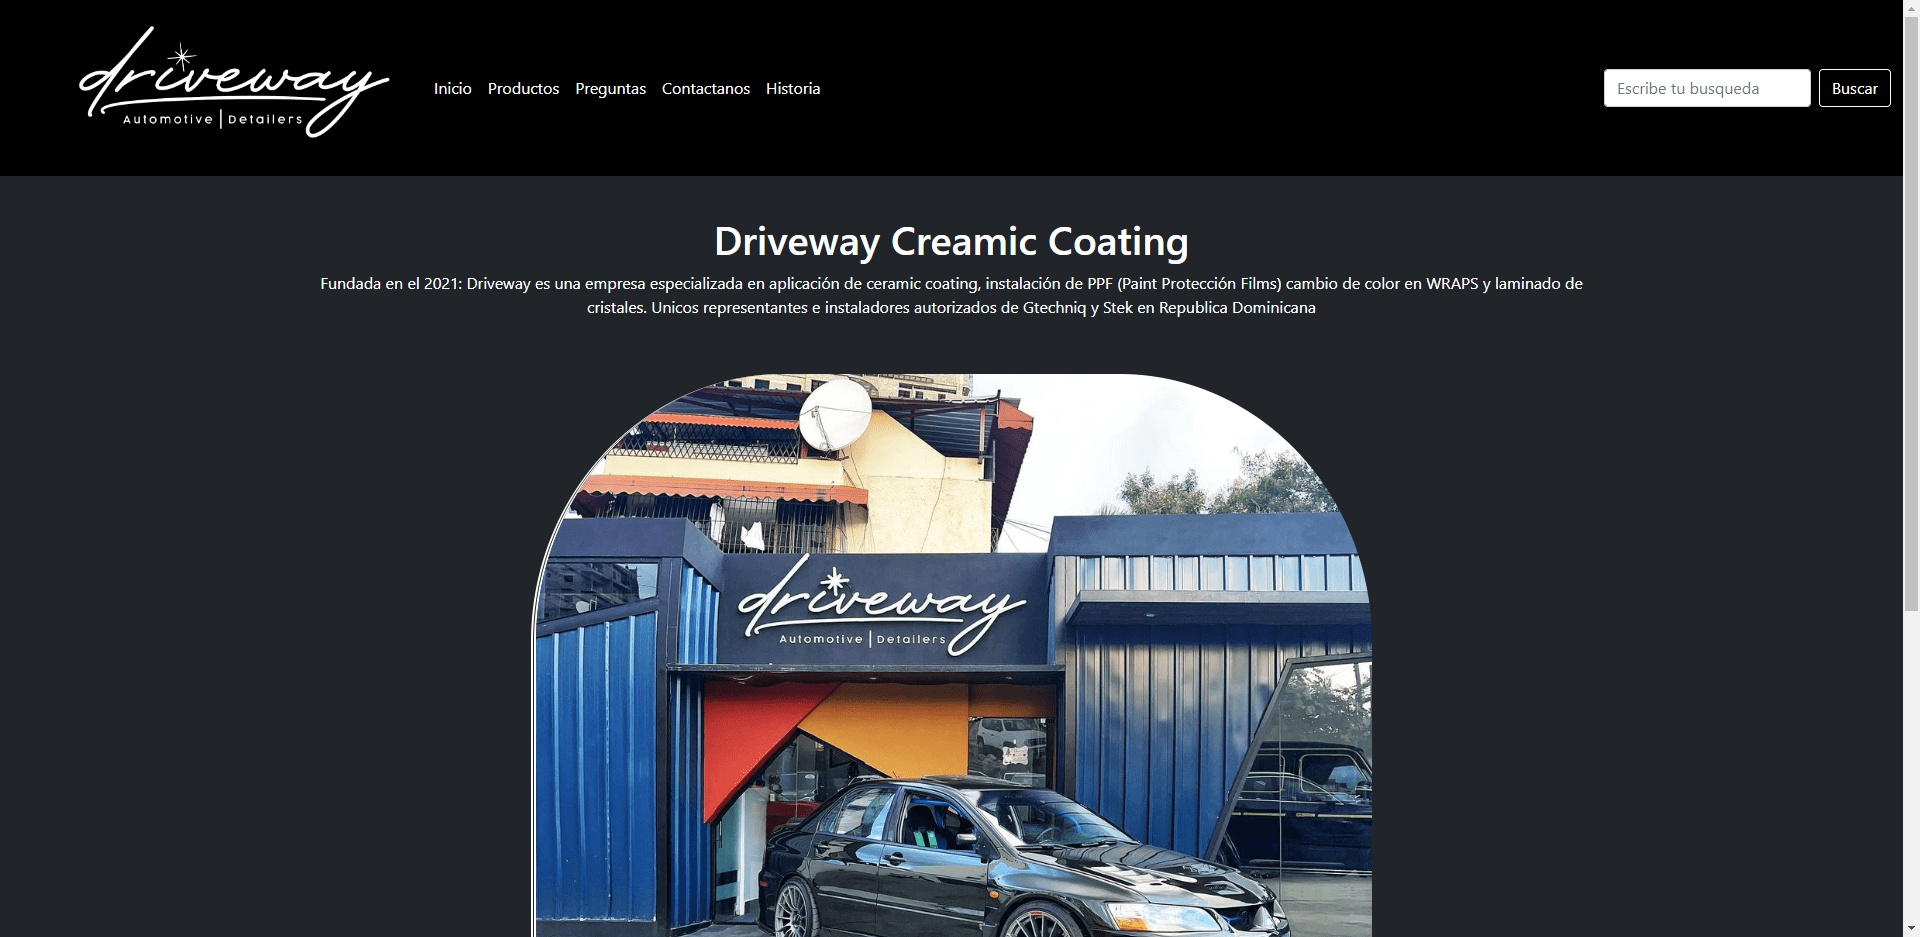 driveway
Automotive | Detailers
Inicio Productos Preguntas Contactanos Historia
Escribe tu busqueda Buscar
Driveway Creamic Coating
Fundada en el 2021: Driveway es una empresa especializada en aplicación de ceramic coating, instalación de PPF (Paint Protección Films) cambio de color en WRAPS y laminado de
cristales. Unicos representantes e instaladores autorizados de Gtechniq y Stek en Republica Dominicana
driveway
Automotive | Detailers